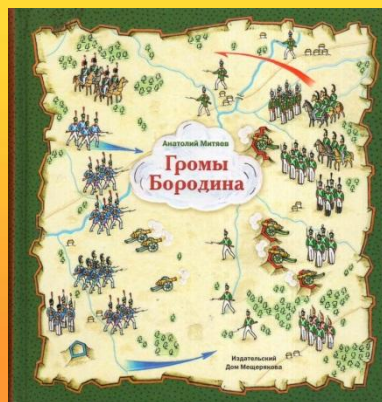 Анатолий Митяев
Громы
Бородина
Издательский
Дом Мещерякова